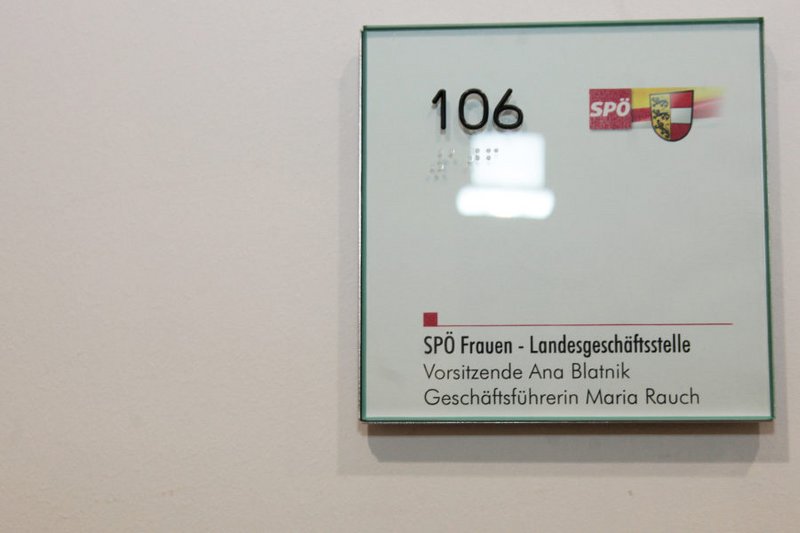 106
SPÖ
SPÖ Frauen - Landesgeschäftsstelle
Vorsitzende Ana Blatnik
Geschäftsführerin Maria Rauch